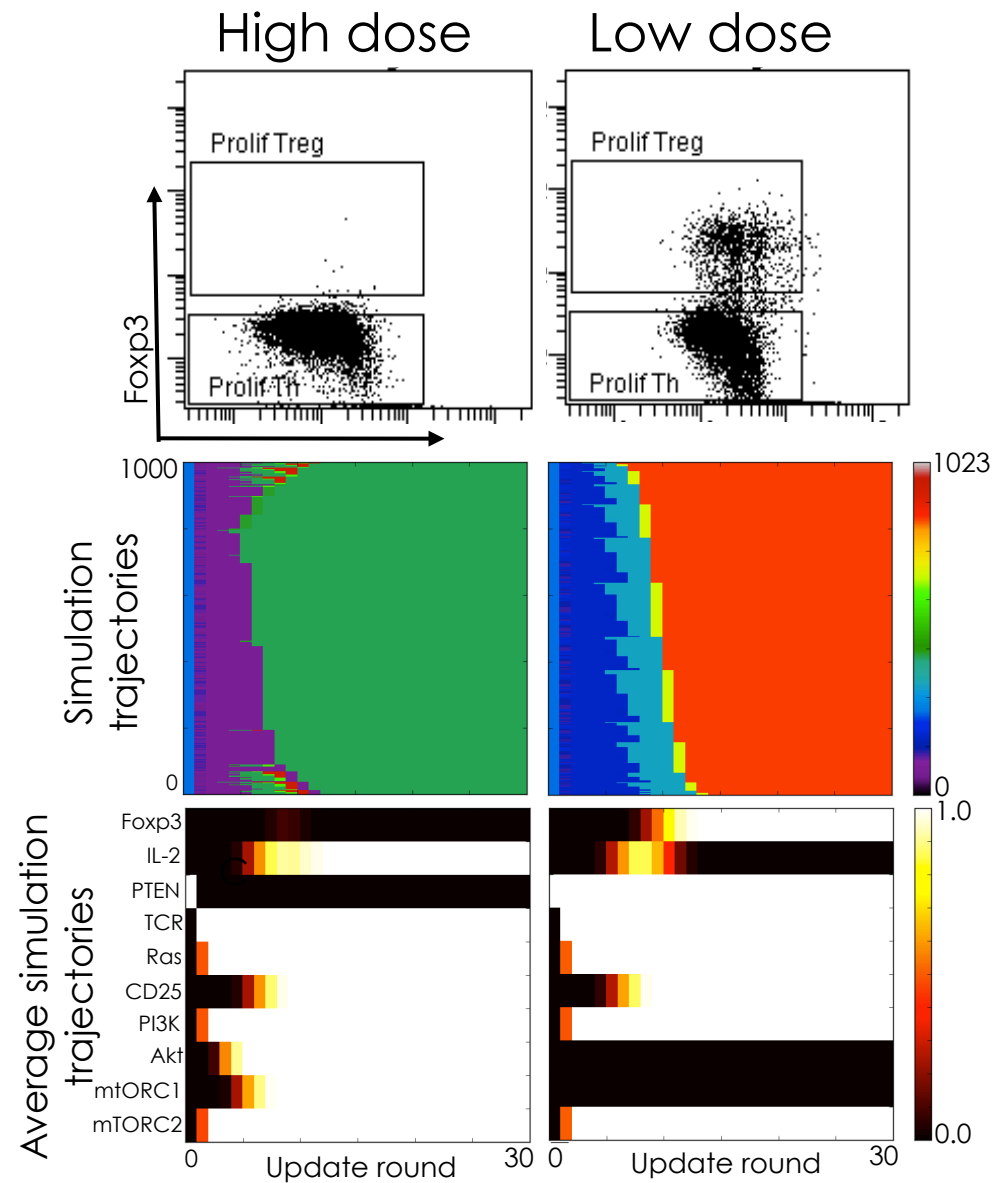 High dose
Low dose
Prolif Treg
Prolif Treg
Foxp3
Prolif Th
Prolif Th
1000
0
Simulation
trajectories
1023
0
Average simulation
trajectories
Foxp3
IL-2
PTEN
TCR
Ras
CD25
PI3K
Akt
mtORC1
mTORC2
1.0
0.0
0
Update round
30
0
Update round
30